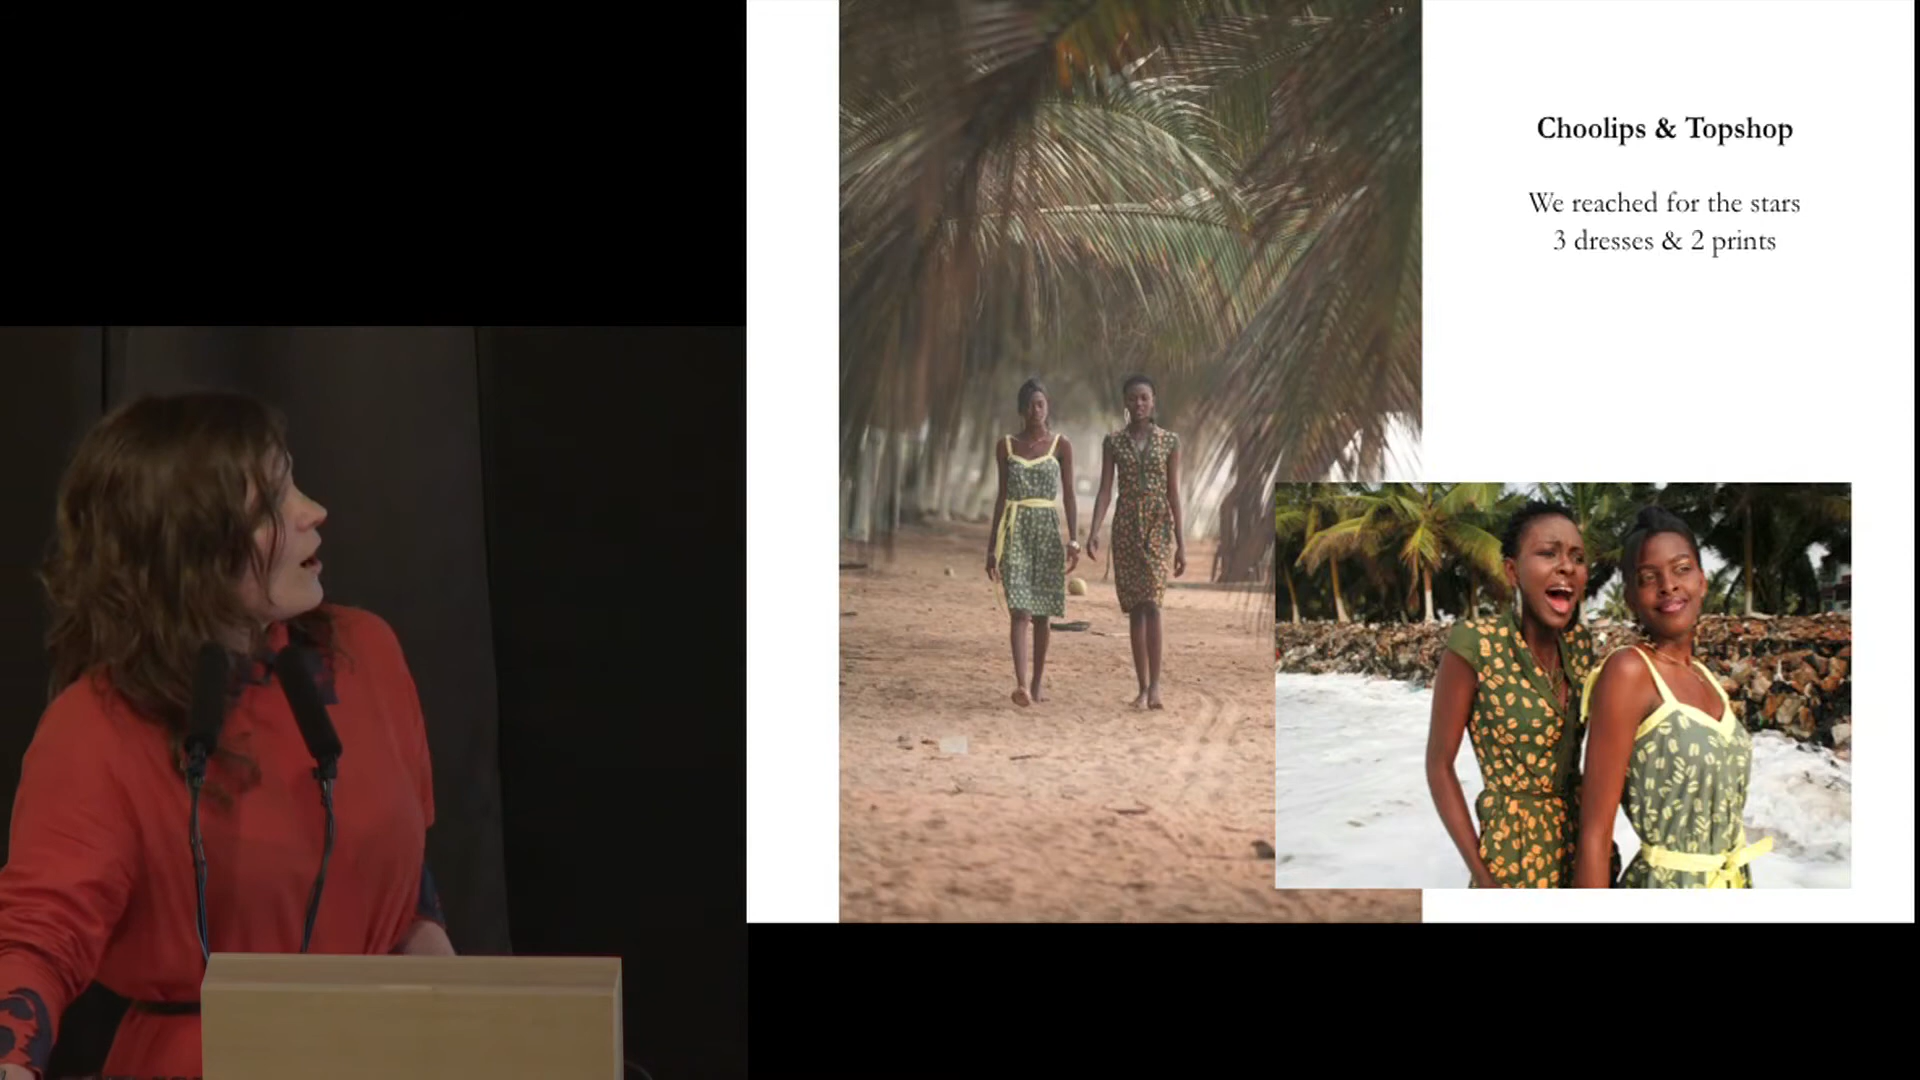 Choolips & Topshop
We reached for the stars
3 dresses & 2 prints